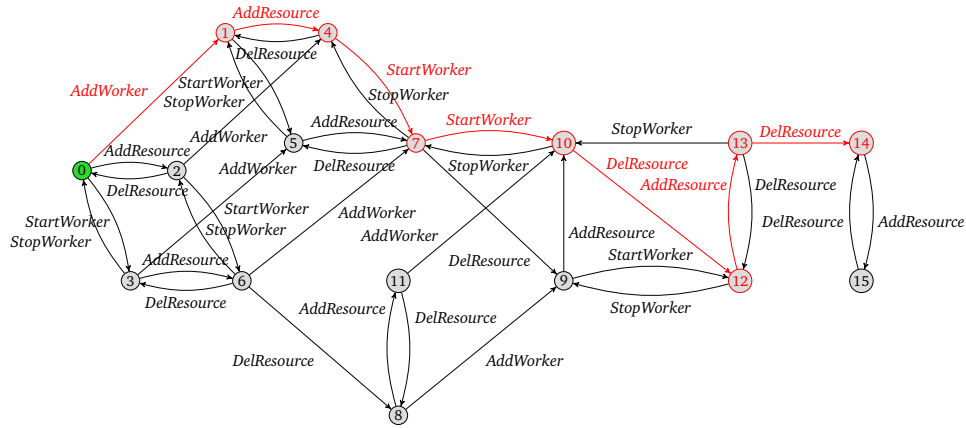 AddResource
1
4
DelResource
StartWorker
AddWorker
StartWorker
StopWorker
StopWorker
AddResource
StartWorker
StopWorker
DelResource
AddWorker
AddResource
5
7
10
13
14
DelResource
StopWorker
DelResource
0
2
AddWorker
DelResource
AddResource
DelResource
StartWorker
AddWorker
StartWorker
StopWorker
StopWorker
AddWorker
AddResource
DelResource
AddResource
StartWorker
AddResource
DelResource
3
6
11
9
12
15
DelResource
AddResource
DelResource
StopWorker
DelResource
AddWorker
8